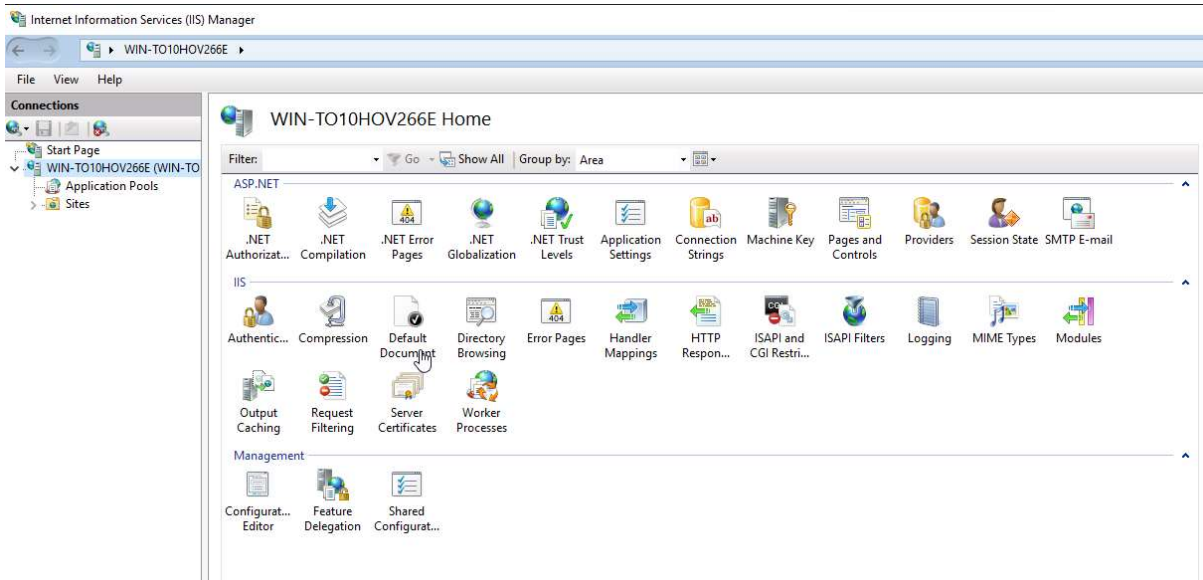 Internet Information Services (IIS) Manager
WIN-TO10HOV266E
File View Help
Connections
Start Page
WIN-TO10HOV266E (WIN-TO
Application Pools
Sites
WIN-TO10HOV266E Home
Filter: Go Show All Group by: Area
ASP.NET
.NET .NET .NET Error .NET .NET Trust Application Connection Machine Key Pages and Providers Session State SMTP E-mail
Authorizat... Compilation Pages Globalization Levels Settings Strings Controls
IIS
Authentic... Compression Default Directory Error Pages Handler HTTP ISAPI and ISAPI Filters Logging MIME Types Modules
Document Browsing Mappings Respon... CGI Restri...
Output Request Server Worker
Caching Filtering Certificates Processes
Management
Configurat... Feature Shared
Editor Delegation Configurat...